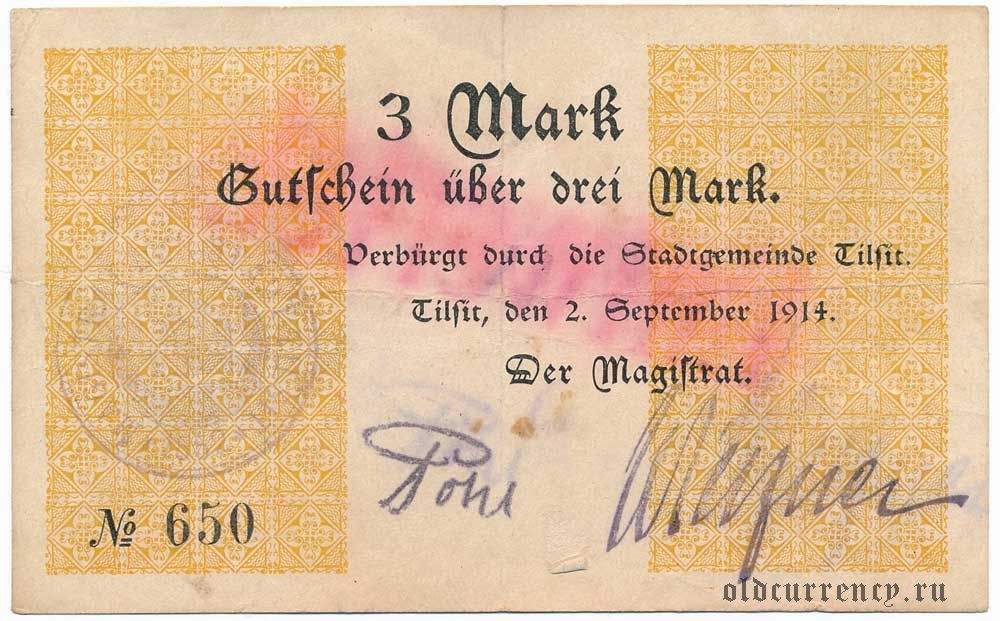 3 Mark
Gutschein über drei Mark.
Verbürgt durch die Stadtgemeinde Tilsit.
Tilsit, den 2. September 1914.
Der Magistrat.
Pohl
№ 650
oldcurrency.ru